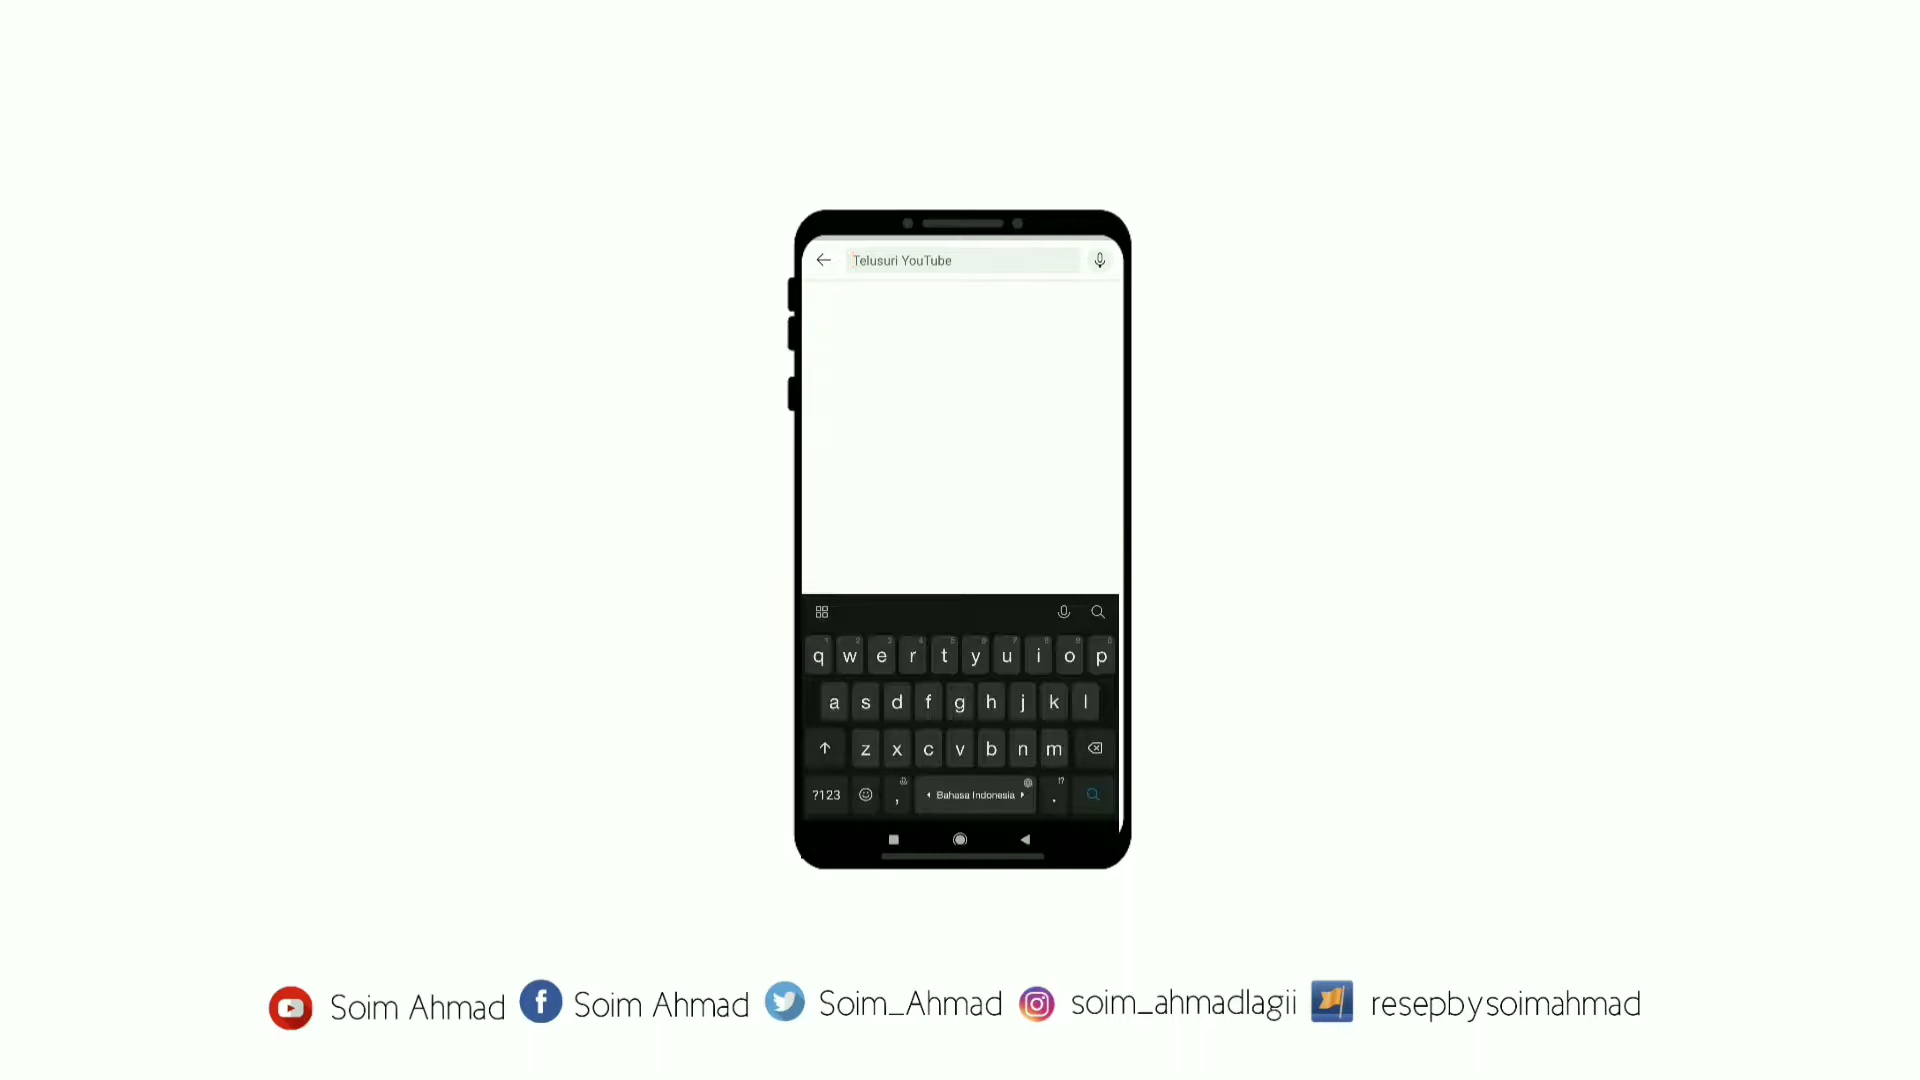 Telusuri YouTube
q w e r t y u i o p
a s d f g h j k l
z x c v b n m
?123 , Bahasa Indonesia .
Soim Ahmad Soim Ahmad Soim_Ahmad soim_ahmadlagii resepbysoimahmad